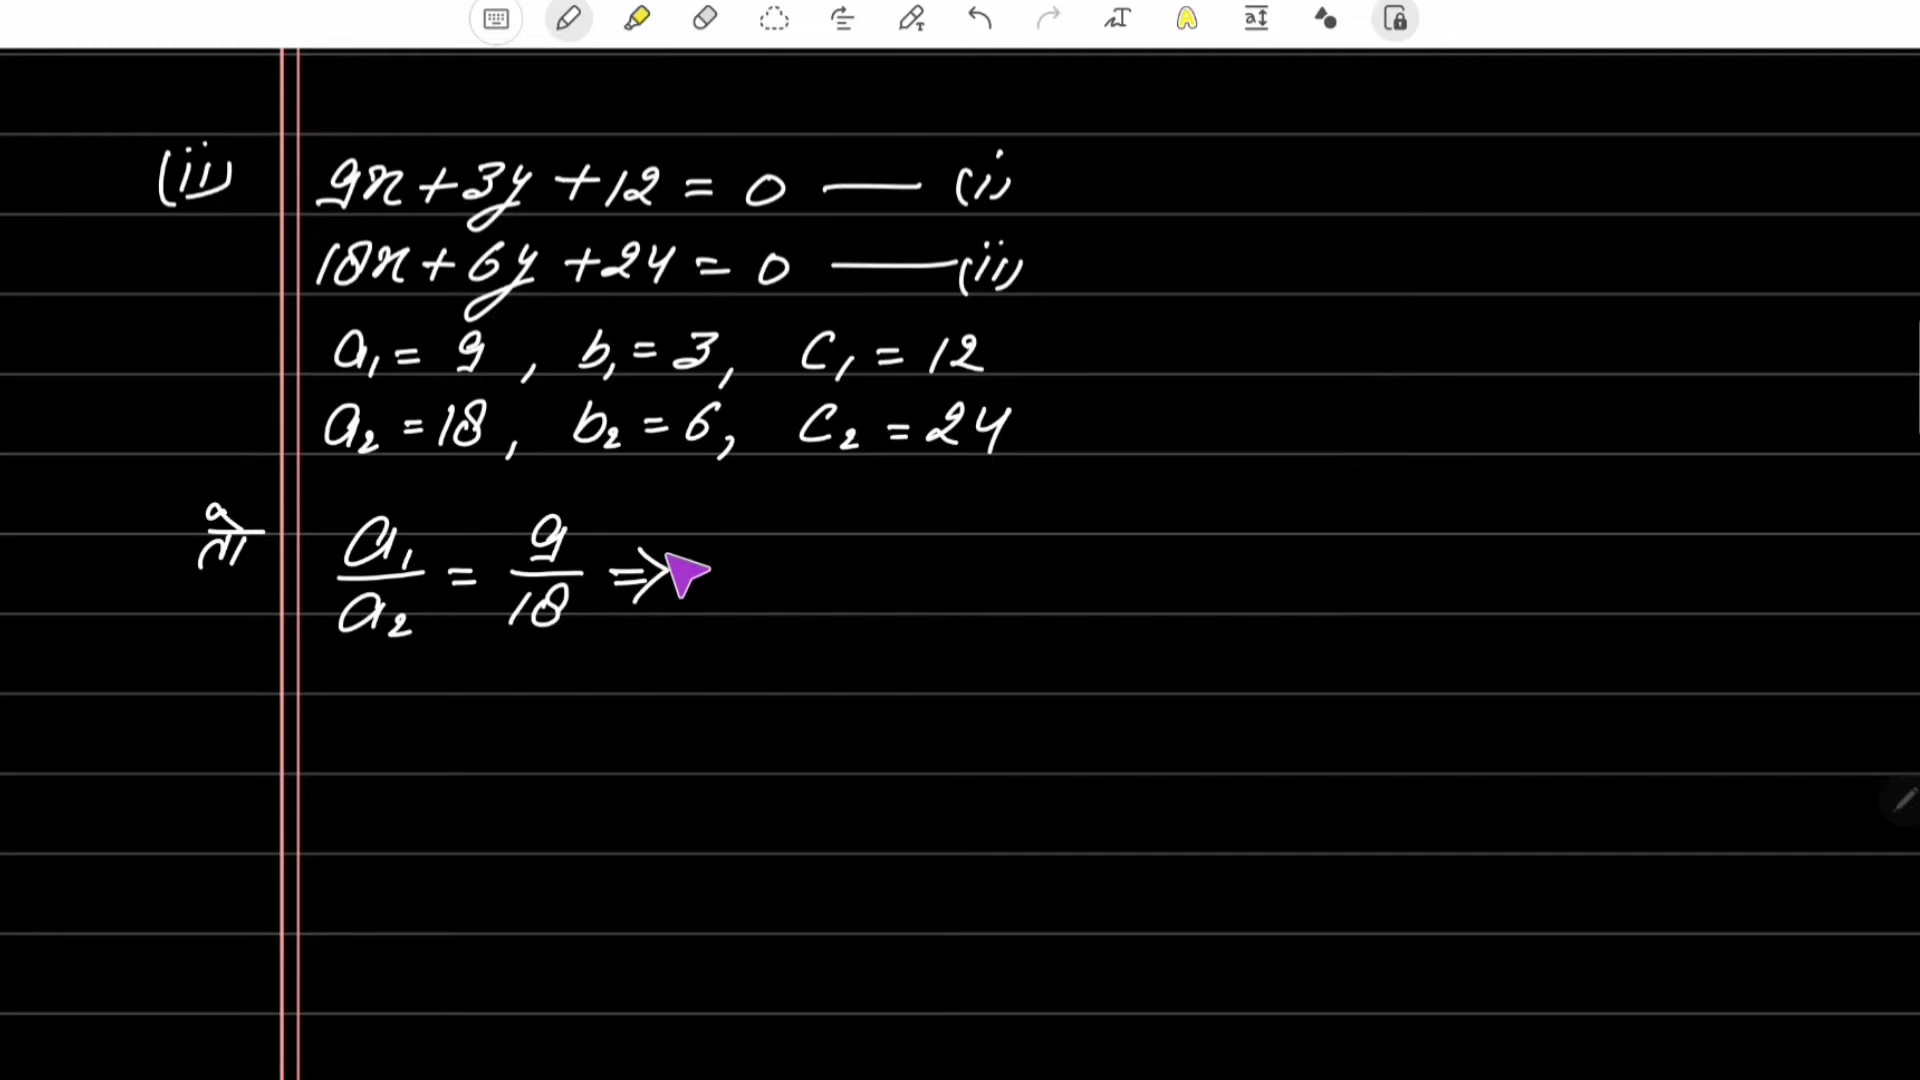 (ii) 9x + 3y + 12 = 0 — (i)
18x + 6y + 24 = 0 — (ii)
a₁ = 9, b₁ = 3, c₁ = 12
a₂ = 18, b₂ = 6, c₂ = 24
तो a₁/a₂ = 9/18 ⇒